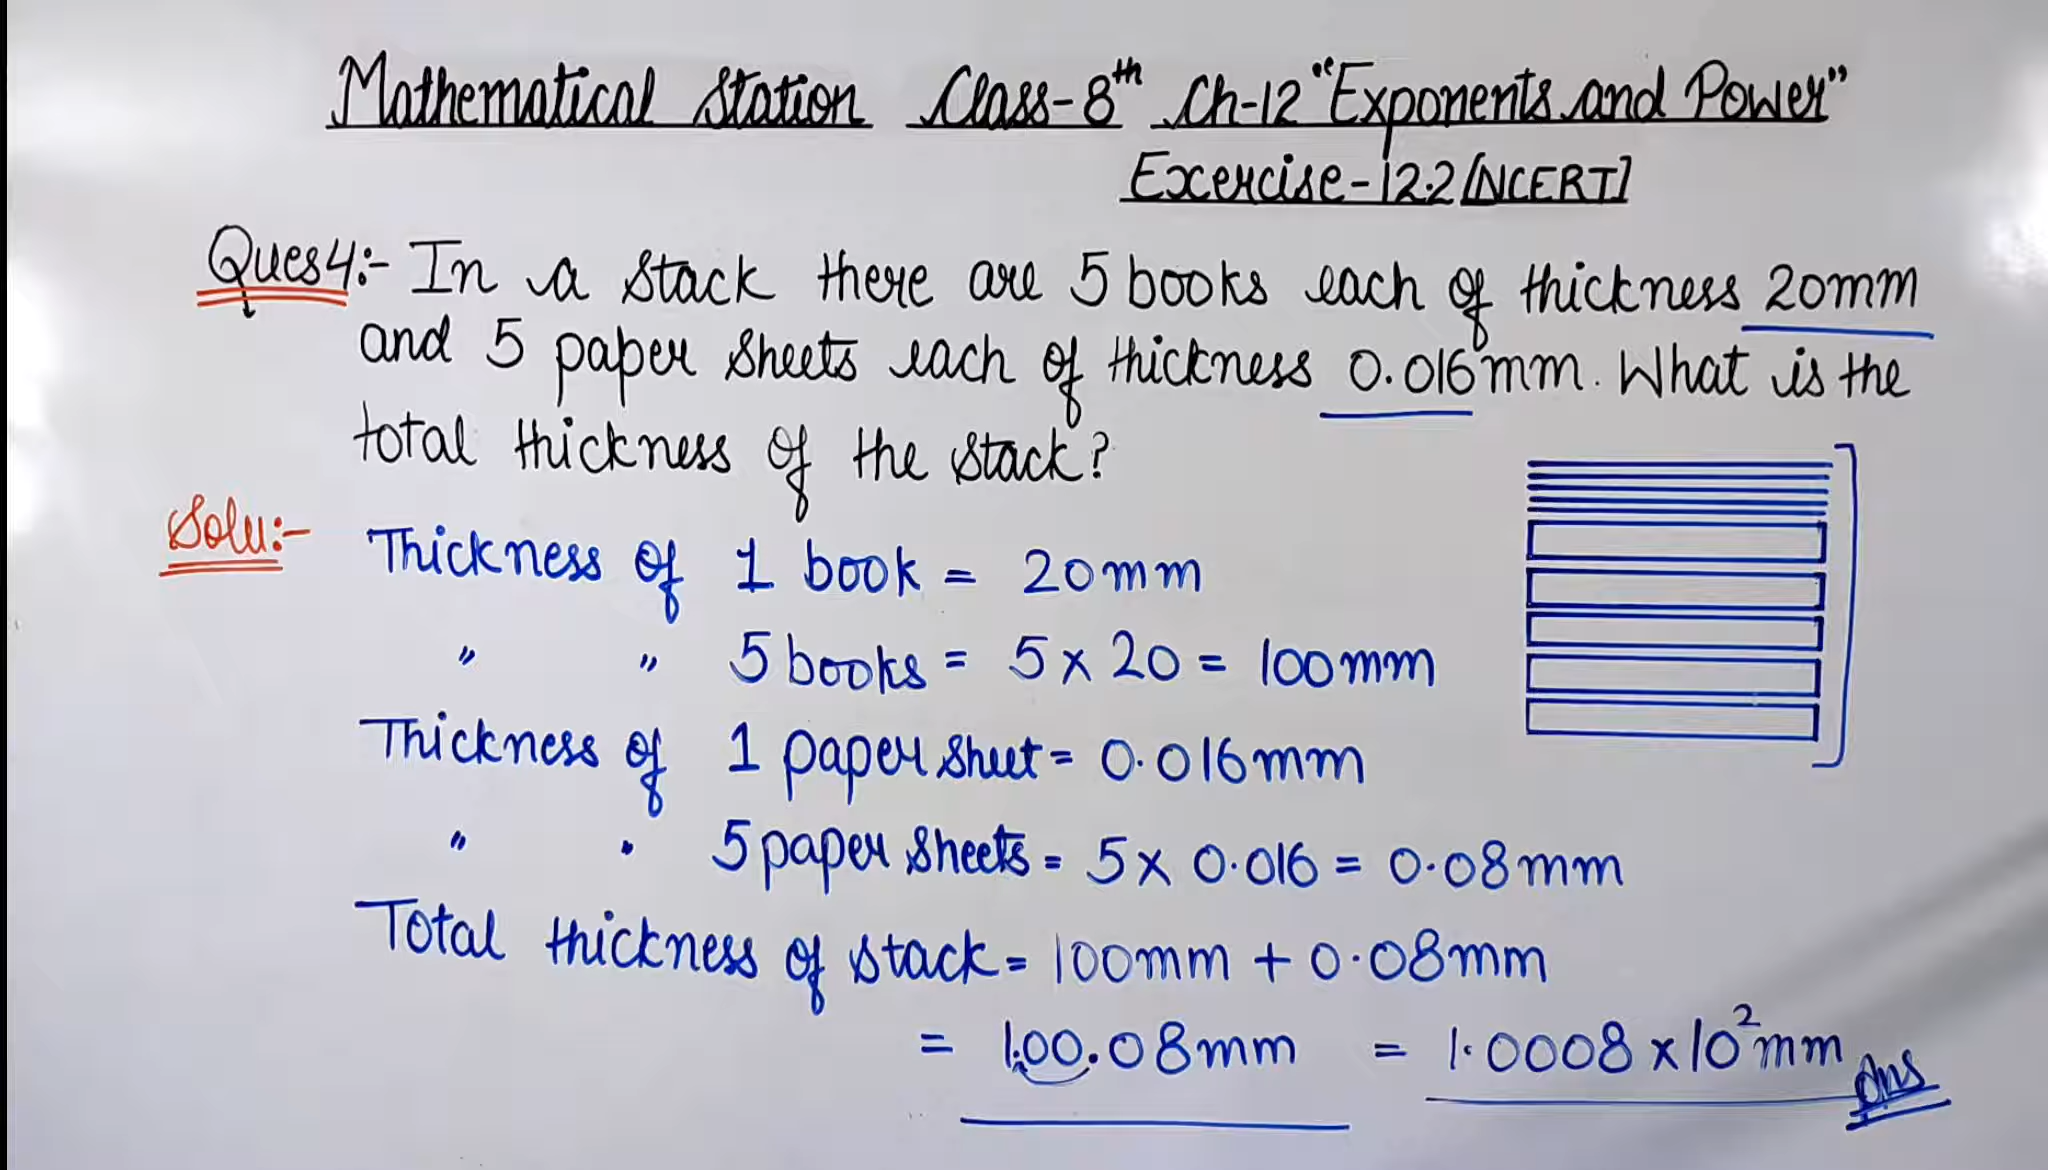 Mathematical Station Class-8th Ch-12 "Exponents and Power"
Excercise-12.2 [NCERT]
Ques4:- In a stack there are 5 books each of thickness 20mm
and 5 paper sheets each of thickness 0.016mm. What is the
total thickness of the stack?
Solu:- Thickness of 1 book = 20mm
" " 5 books = 5 x 20 = 100mm
Thickness of 1 paper sheet = 0.016mm
" " 5 paper sheets = 5 x 0.016 = 0.08mm
Total thickness of stack = 100mm + 0.08mm
= 100.08mm = 1.0008 x 10² mm Ans